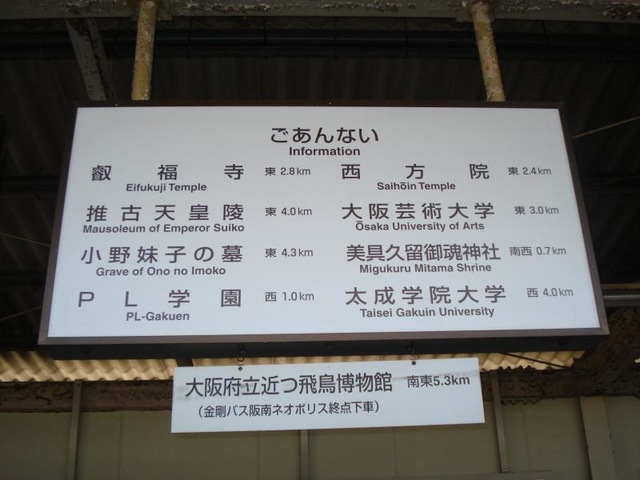 ごあんない
Information
叡福寺 東 2.8km
Eifukuji Temple
西方院 東 2.4km
Saihōin Temple
推古天皇陵 東 4.0km
Mausoleum of Emperor Suiko
大阪芸術大学 東 3.0km
Ōsaka University of Arts
小野妹子の墓 東 4.3km
Grave of Ono no Imoko
美具久留御魂神社 南西 0.7km
Migukuru Mitama Shrine
PL学園 西 1.0km
PL-Gakuen
太成学院大学 西 4.0km
Taisei Gakuin University
大阪府立近つ飛鳥博物館 南東5.3km
(金剛バス阪南ネオポリス終点下車)